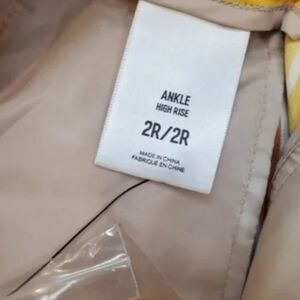 ANKLE
HIGH RISE
2R/2R
MADE IN CHINA
FABRIQUÉ EN CHINE